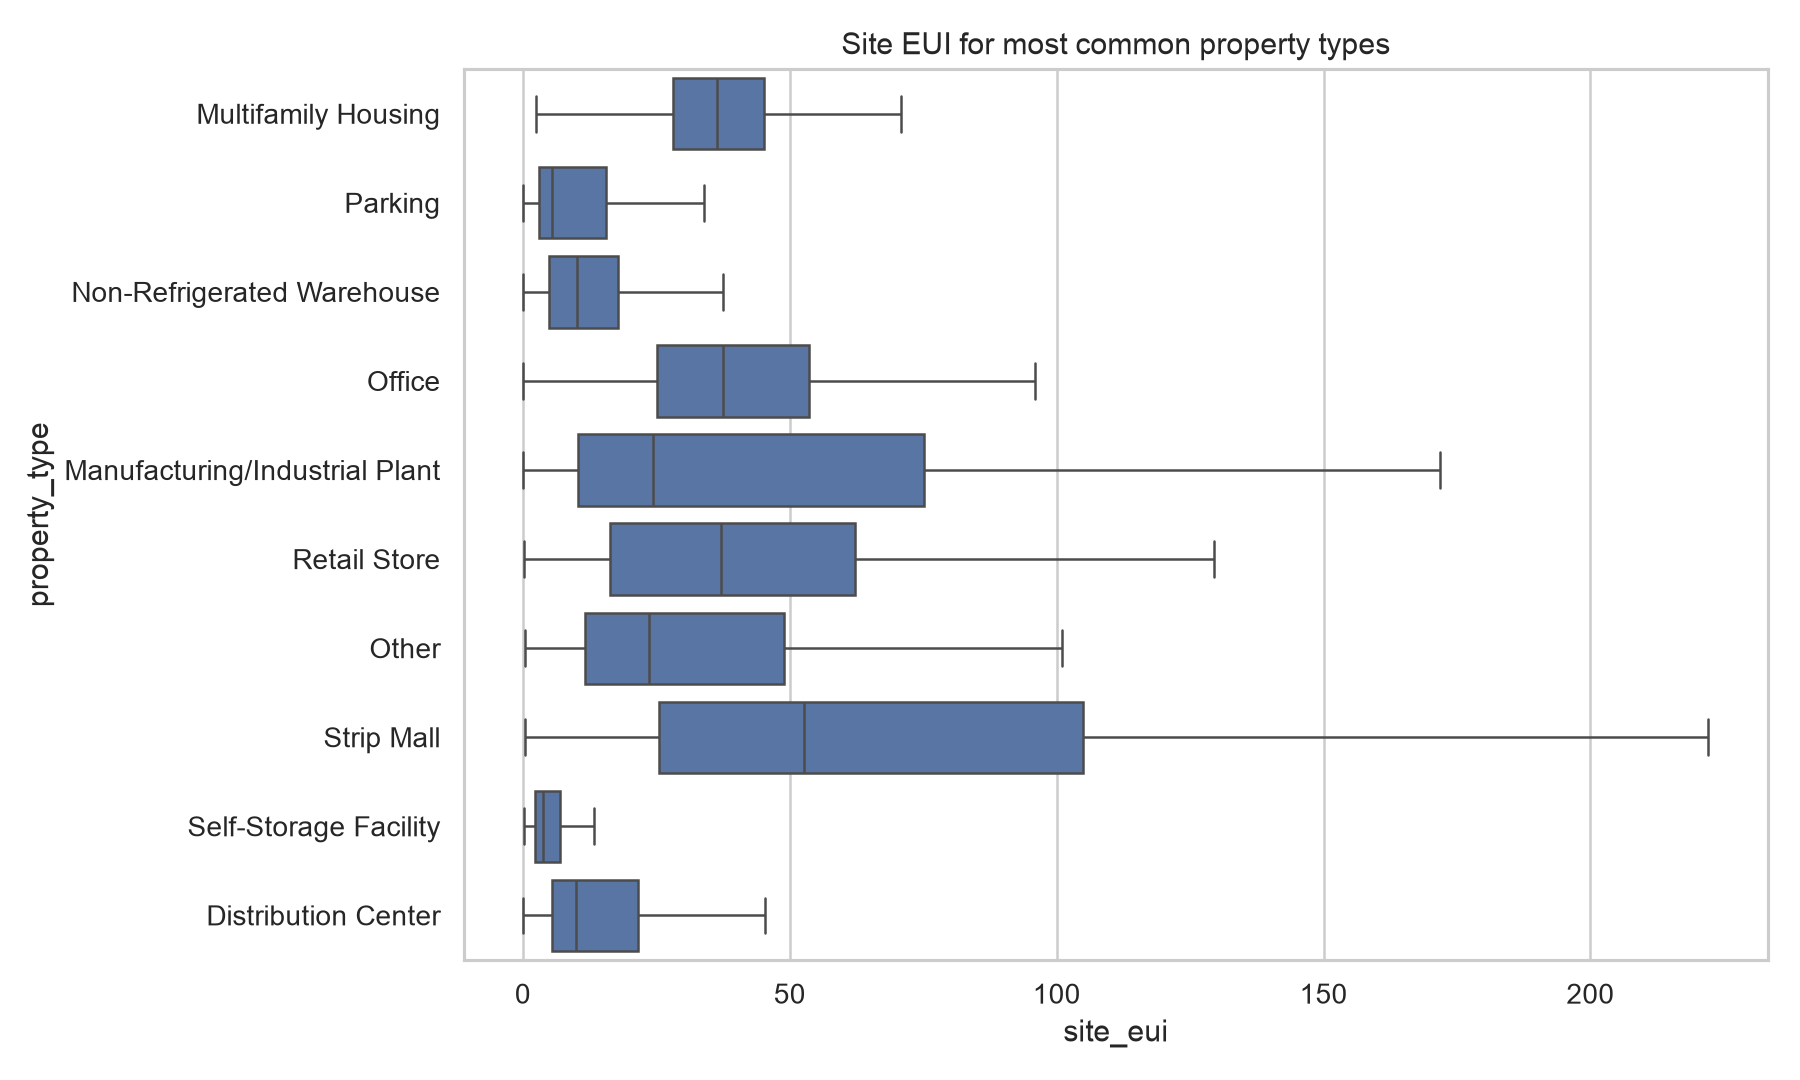 Site EUI for most common property types
Multifamily Housing
Parking
Non-Refrigerated Warehouse
Office
Manufacturing/Industrial Plant
Retail Store
Other
Strip Mall
Self-Storage Facility
Distribution Center
property_type
0 50 100 150 200
site_eui